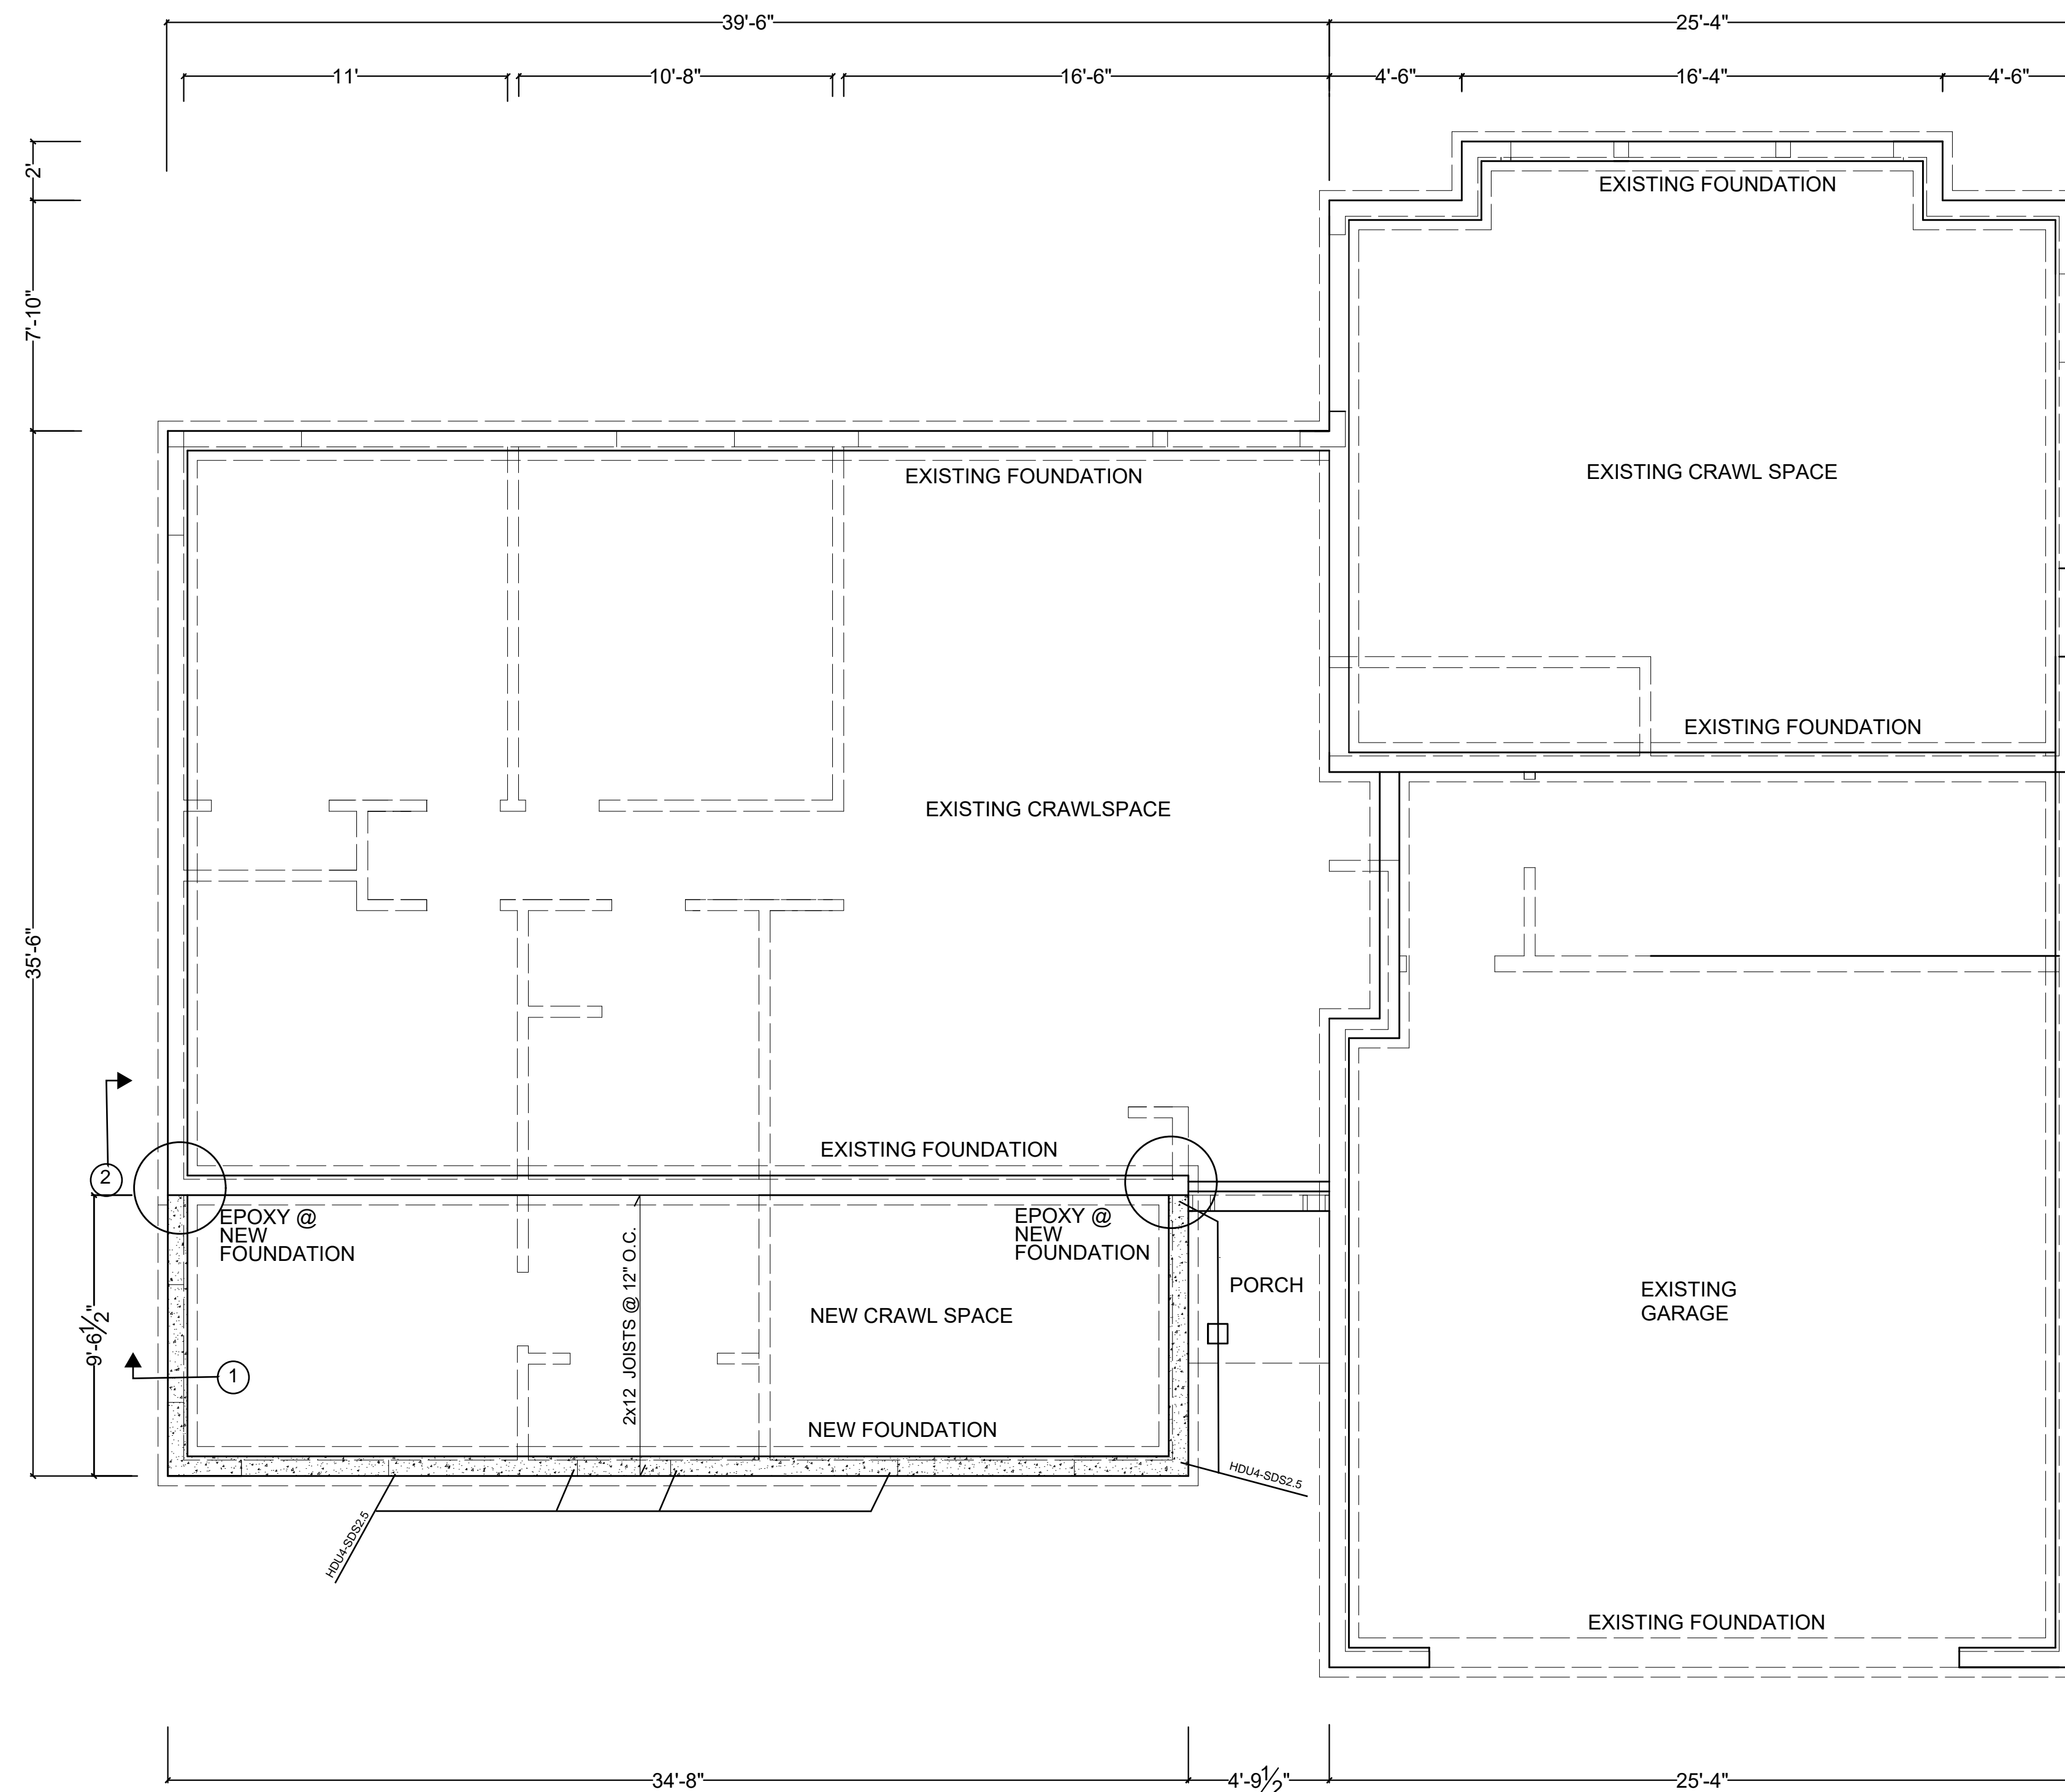 39'-6"
25'-4"
11'
10'-8"
16'-6"
4'-6"
16'-4"
4'-6"
2'
7'-10"
35'-6"
9'-6½"
EXISTING FOUNDATION
EXISTING FOUNDATION
EXISTING CRAWL SPACE
EXISTING FOUNDATION
EXISTING CRAWLSPACE
EXISTING FOUNDATION
2
EPOXY @
NEW
FOUNDATION
EPOXY @
NEW
FOUNDATION
2x12 JOISTS @ 12" O.C.
PORCH
EXISTING
GARAGE
NEW CRAWL SPACE
1
NEW FOUNDATION
HDU4-SDS2.5
HDU4-SDS2.5
EXISTING FOUNDATION
34'-8"
4'-9½"
25'-4"